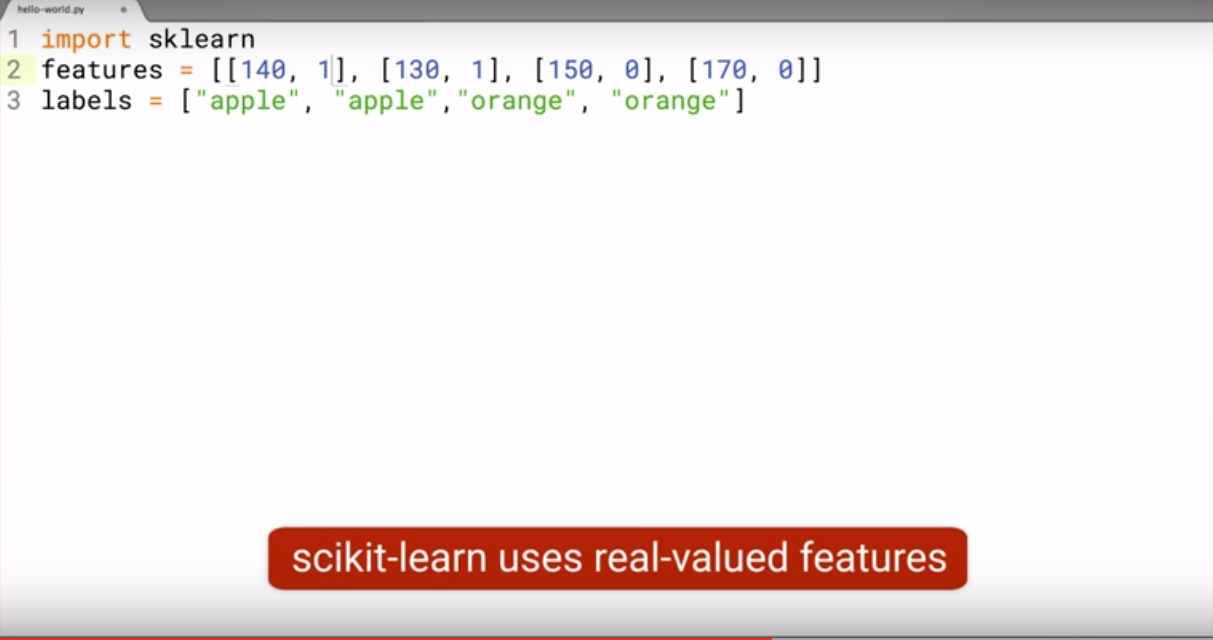 hello-world.py
1 import sklearn
2 features = [[140, 1], [130, 1], [150, 0], [170, 0]]
3 labels = ["apple", "apple","orange", "orange"]
scikit-learn uses real-valued features